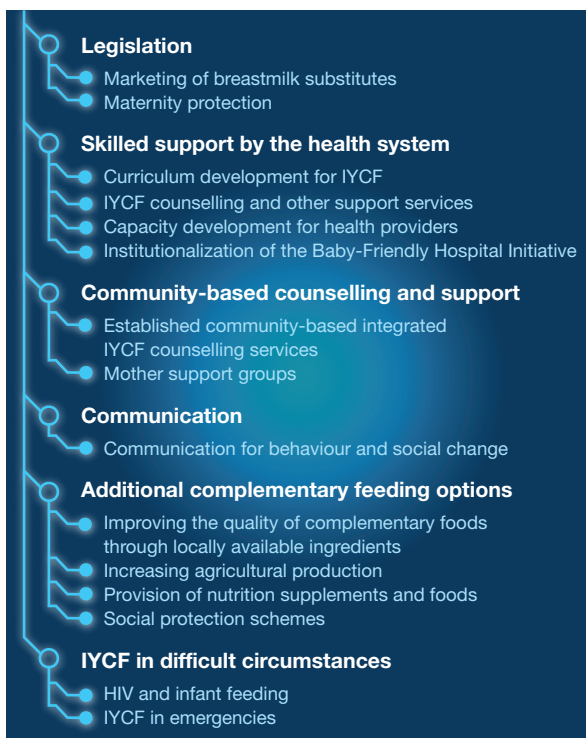 Legislation
Marketing of breastmilk substitutes
Maternity protection
Skilled support by the health system
Curriculum development for IYCF
IYCF counselling and other support services
Capacity development for health providers
Institutionalization of the Baby-Friendly Hospital Initiative
Community-based counselling and support
Established community-based integrated
IYCF counselling services
Mother support groups
Communication
Communication for behaviour and social change
Additional complementary feeding options
Improving the quality of complementary foods
through locally available ingredients
Increasing agricultural production
Provision of nutrition supplements and foods
Social protection schemes
IYCF in difficult circumstances
HIV and infant feeding
IYCF in emergencies